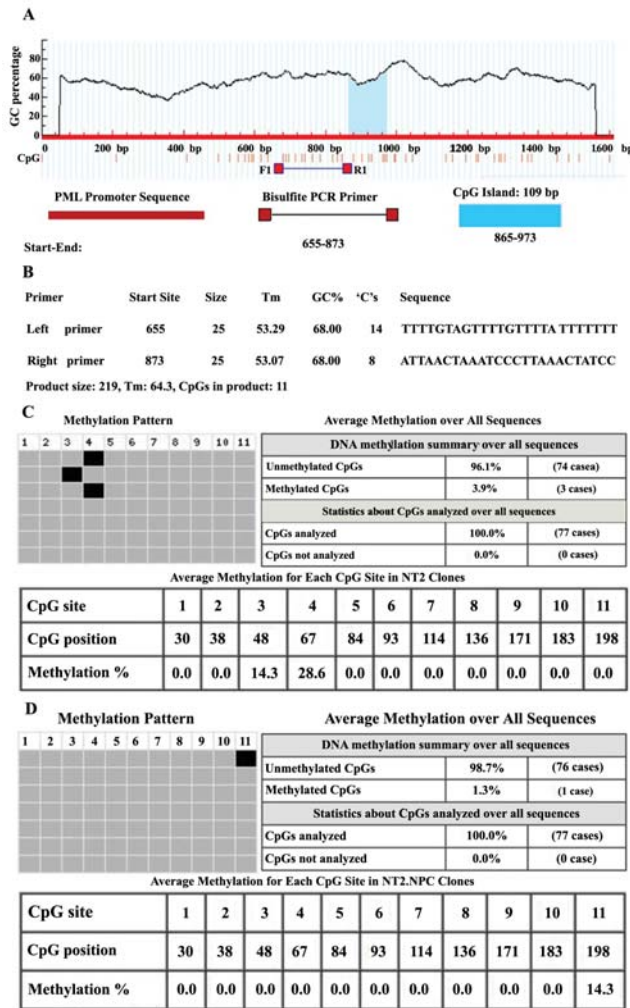 A
GC percentage
80
60
40
20
0
0 200 bp 400 bp 600 bp 800 bp 1000 bp 1200 bp 1400 bp 1600 bp
CpG
F1 R1
PML Promoter Sequence Bisulfite PCR Primer CpG Island: 109 bp
Start-End: 655-873 865-973
B
Primer Start Site Size Tm GC% ‘C’s Sequence
Left primer 655 25 53.29 68.00 14 TTTTGTAGTTTTGTTTTA TTTTTTT
Right primer 873 25 53.07 68.00 8 ATTAACTAAATCCCTTAAACTATCC
Product size: 219, Tm: 64.3, CpGs in product: 11
C
Methylation Pattern Average Methylation over All Sequences
1 2 3 4 5 6 7 8 9 10 11
DNA methylation summary over all sequences
Unmethylated CpGs 96.1% (74 casea)
Methylated CpGs 3.9% (3 cases)
Statistics about CpGs analyzed over all sequences
CpGs analyzed 100.0% (77 cases)
CpGs not analyzed 0.0% (0 cases)
Average Methylation for Each CpG Site in NT2 Clones
CpG site 1 2 3 4 5 6 7 8 9 10 11
CpG position 30 38 48 67 84 93 114 136 171 183 198
Methylation % 0.0 0.0 14.3 28.6 0.0 0.0 0.0 0.0 0.0 0.0 0.0
D
Methylation Pattern Average Methylation over All Sequences
1 2 3 4 5 6 7 8 9 10 11
DNA methylation summary over all sequences
Unmethylated CpGs 98.7% (76 cases)
Methylated CpGs 1.3% (1 case)
Statistics about CpGs analyzed over all sequences
CpGs analyzed 100.0% (77 cases)
CpGs not analyzed 0.0% (0 case)
Average Methylation for Each CpG Site in NT2.NPC Clones
CpG site 1 2 3 4 5 6 7 8 9 10 11
CpG position 30 38 48 67 84 93 114 136 171 183 198
Methylation % 0.0 0.0 0.0 0.0 0.0 0.0 0.0 0.0 0.0 0.0 14.3